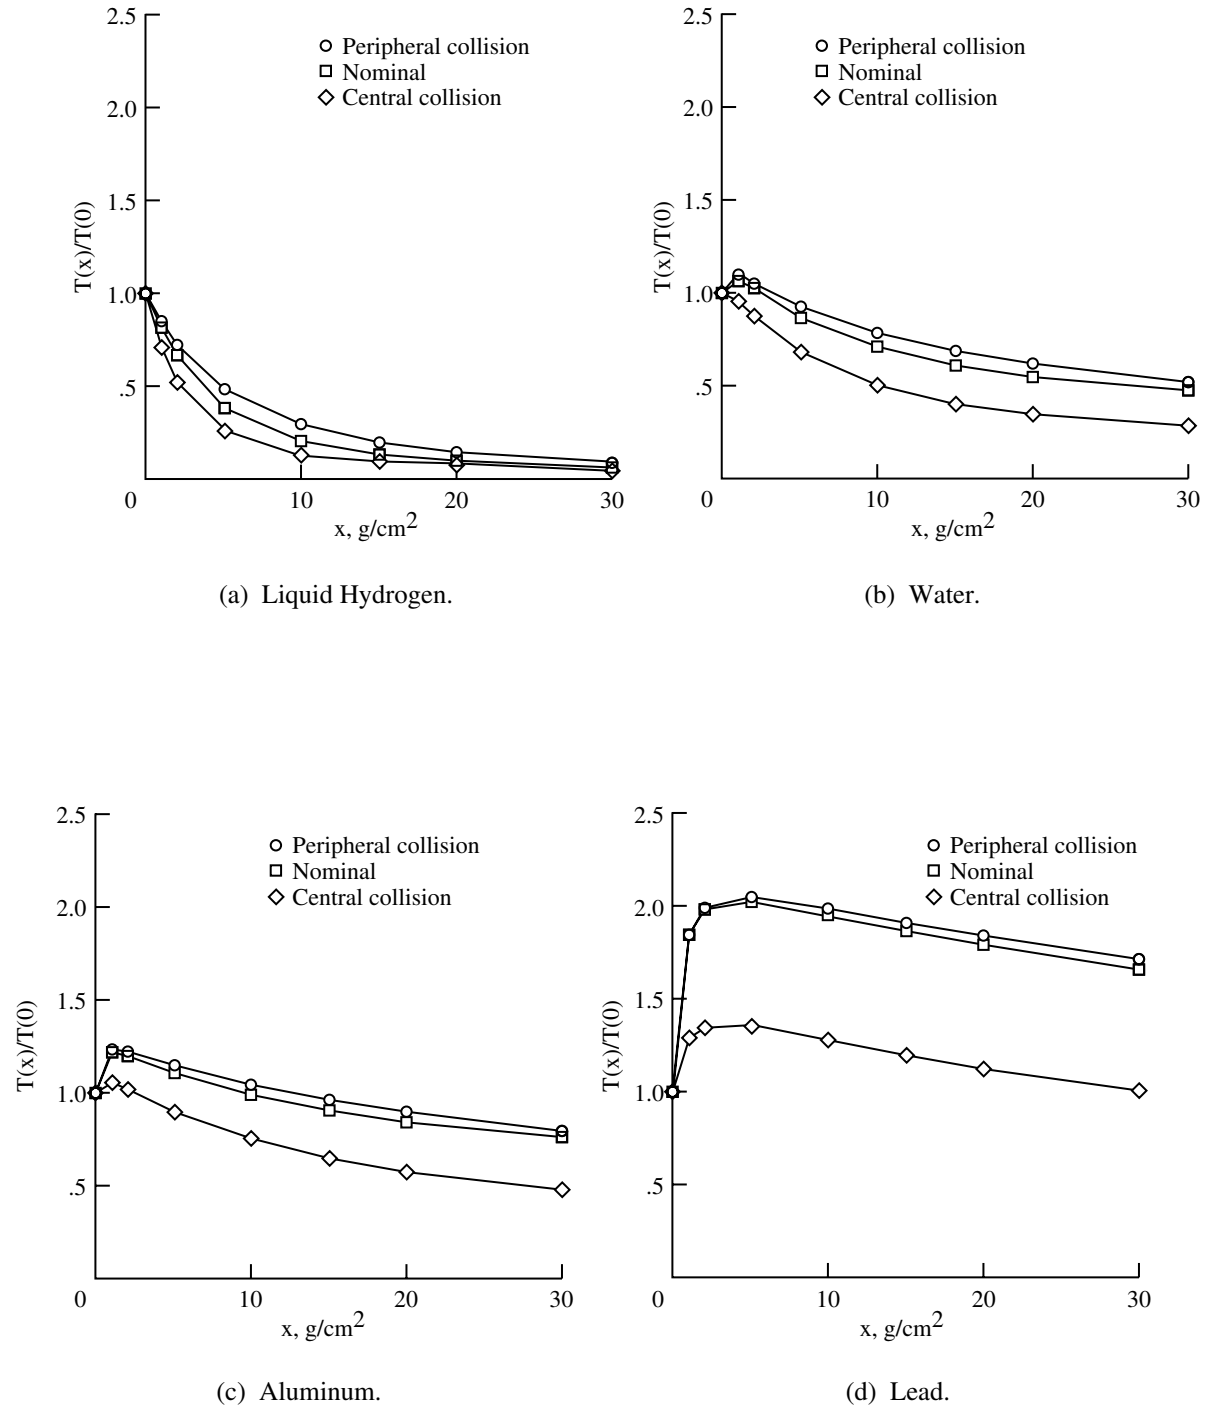 2.5
Peripheral collision
Nominal
Central collision
2.0
1.5
T(x)/T(0)
1.0
.5
0 10 20 30
x, g/cm2
(a) Liquid Hydrogen.
2.5
Peripheral collision
Nominal
Central collision
2.0
1.5
T(x)/T(0)
1.0
.5
0 10 20 30
x, g/cm2
(b) Water.
2.5
Peripheral collision
Nominal
Central collision
2.0
1.5
T(x)/T(0)
1.0
.5
0 10 20 30
x, g/cm2
(c) Aluminum.
2.5
Peripheral collision
Nominal
Central collision
2.0
1.5
T(x)/T(0)
1.0
.5
0 10 20 30
x, g/cm2
(d) Lead.